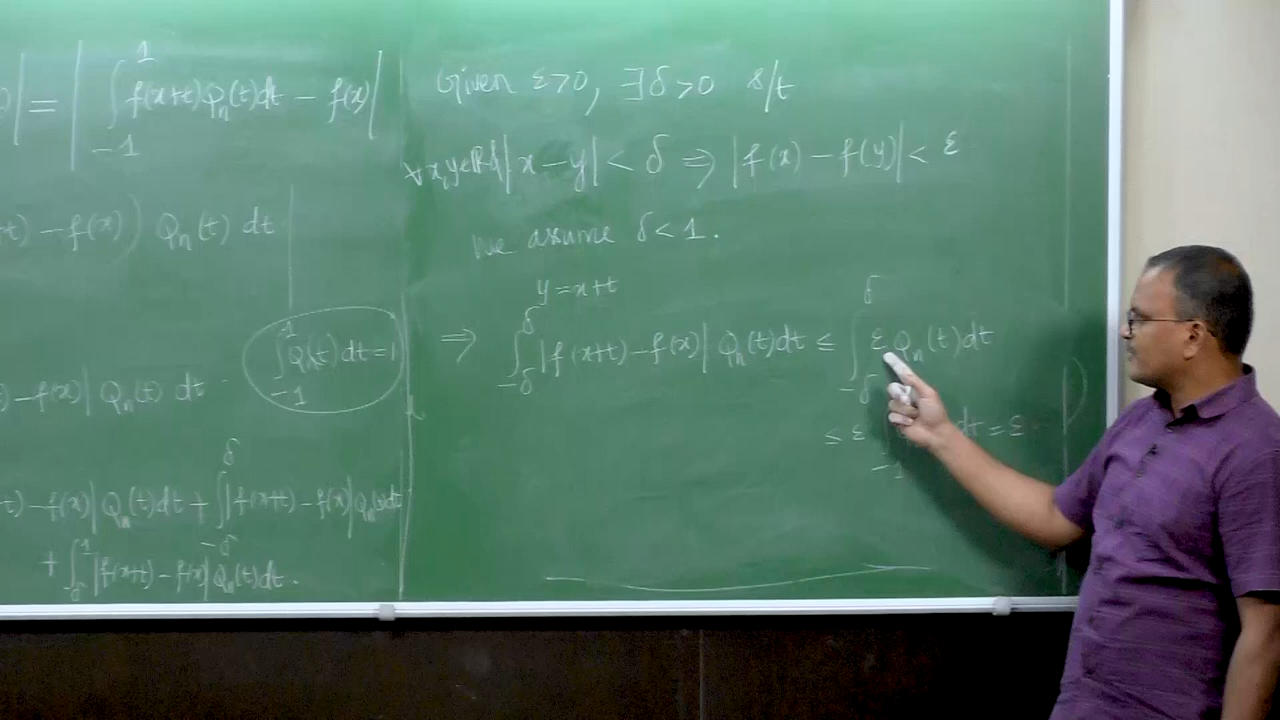 | = | ∫_{-1}^{1} f(x+t)Q_n(t)dt - f(x) |
+t) - f(x)) Q_n(t) dt |
∫_{-1}^{1} Q_n(t) dt = 1
) - f(x)| Q_n(t) dt
t) - f(x)| Q_n(t)dt + ∫_{-δ}^{δ} |f(x+t) - f(x)| Q_n(t)dt
+ ∫_{-δ}^{1} |f(x+t) - f(x)| Q_n(t)dt.
Given ε>0, ∃ δ>0 s/t
∀ x,y∈ℝ, |x-y| < δ ⇒ |f(x) - f(y)| < ε
We assume δ < 1.
y = x+t
⇒ ∫_{-δ}^{δ} |f(x+t) - f(x)| Q_n(t)dt ≤ ∫_{-δ}^{δ} ε Q_n(t)dt
≤ ε dt = ε